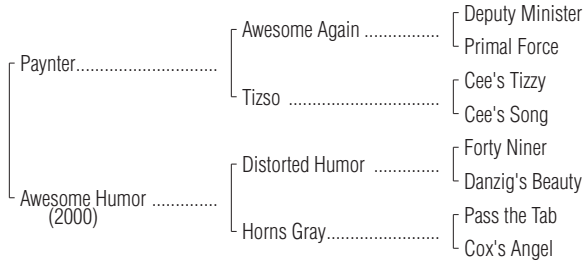 Deputy Minister
Awesome Again ................
Primal Force
Paynter..............................
Cee's Tizzy
Tizso ................................
Cee's Song
Forty Niner
Distorted Humor ..............
Danzig's Beauty
Awesome Humor ..............
(2000)
Pass the Tab
Horns Gray........................
Cox's Angel